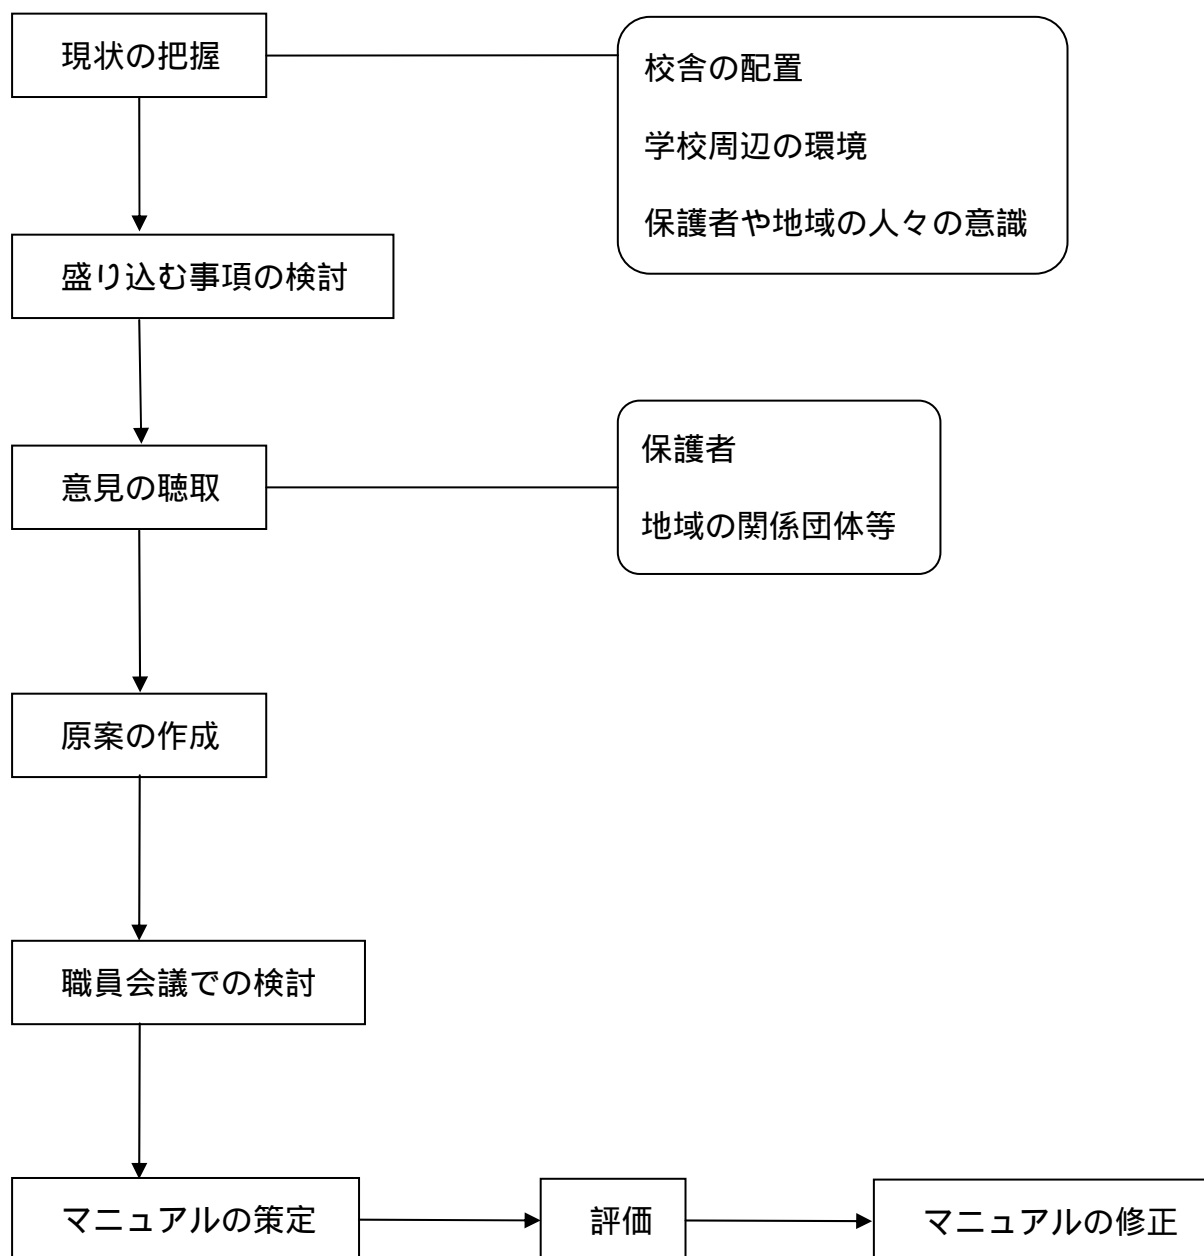 現状の把握
校舎の配置
学校周辺の環境
保護者や地域の人々の意識
盛り込む事項の検討
意見の聴取
保護者
地域の関係団体等
原案の作成
職員会議での検討
マニュアルの策定
評価
マニュアルの修正